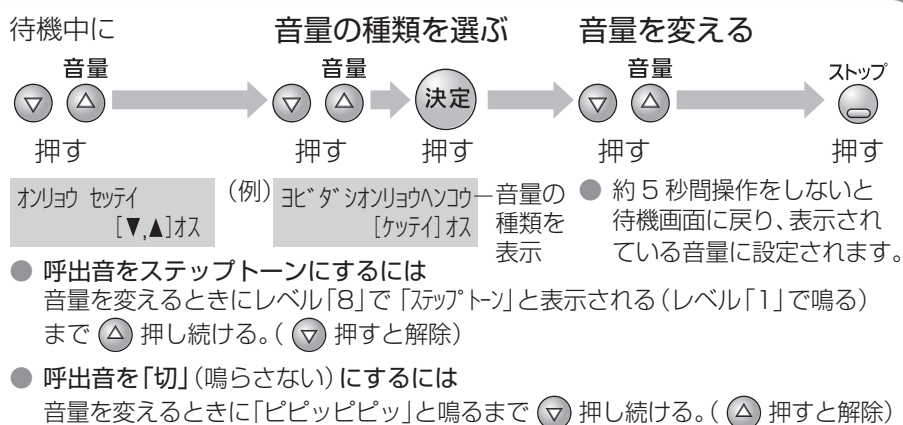 待機中に
音量
▽ △
押す
音量の種類を選ぶ
音量
▽ △ 決定
押す 押す
音量を変える
音量
▽ △
押す
ストップ
押す
オンリョウ セッテイ
[▼,▲]オス
(例)
ヨビダシオンリョウヘンコウ
[ケッテイ]オス
音量の
種類を
表示
● 約5秒間操作をしないと
待機画面に戻り、表示され
ている音量に設定されます。
● 呼出音をステップトーンにするには
音量を変えるときにレベル「8」で「ステップトーン」と表示される(レベル「1」で鳴る)
まで △ 押し続ける。( ▽ 押すと解除)
● 呼出音を「切」(鳴らさない)にするには
音量を変えるときに「ピピッピピッ」と鳴るまで ▽ 押し続ける。( △ 押すと解除)